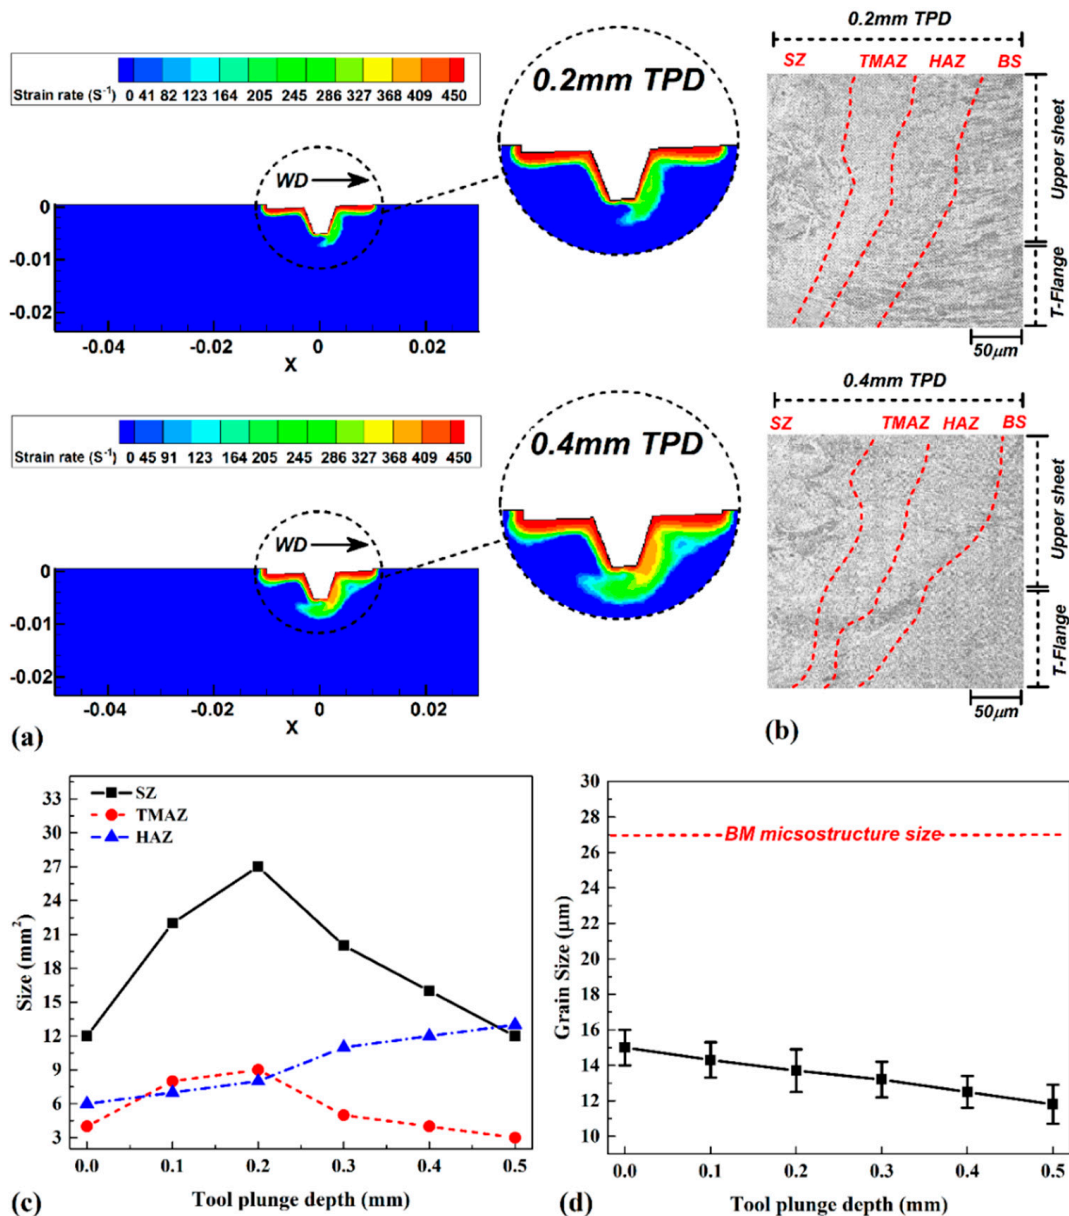 Strain rate (S⁻¹) 0 41 82 123 164 205 245 286 327 368 409 450
0.2mm TPD
WD
0
-0.01
-0.02
-0.04 -0.02 0 0.02
X
0.2mm TPD
SZ TMAZ HAZ BS
Upper sheet
T-Flange
50μm
Strain rate (S⁻¹) 0 45 91 123 164 205 245 286 327 368 409 450
0.4mm TPD
WD
0
-0.01
-0.02
-0.04 -0.02 0 0.02
X
0.4mm TPD
SZ TMAZ HAZ BS
Upper sheet
T-Flange
50μm
(a)
(b)
SZ
TMAZ
HAZ
33
30
27
24
21
18
15
12
9
6
3
Size (mm²)
0.0 0.1 0.2 0.3 0.4 0.5
Tool plunge depth (mm)
(c)
BM micsostructure size
30
28
26
24
22
20
18
16
14
12
10
Grain Size (μm)
0.0 0.1 0.2 0.3 0.4 0.5
Tool plunge depth (mm)
(d)